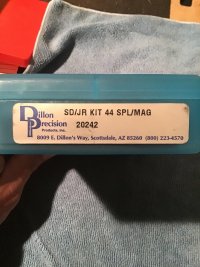 SD/JR KIT 44 SPL/MAG
Dillon
Precision
Products, Inc.
20242
8009 E. Dillon's Way, Scottsdale, AZ 85260 (800) 223-4570